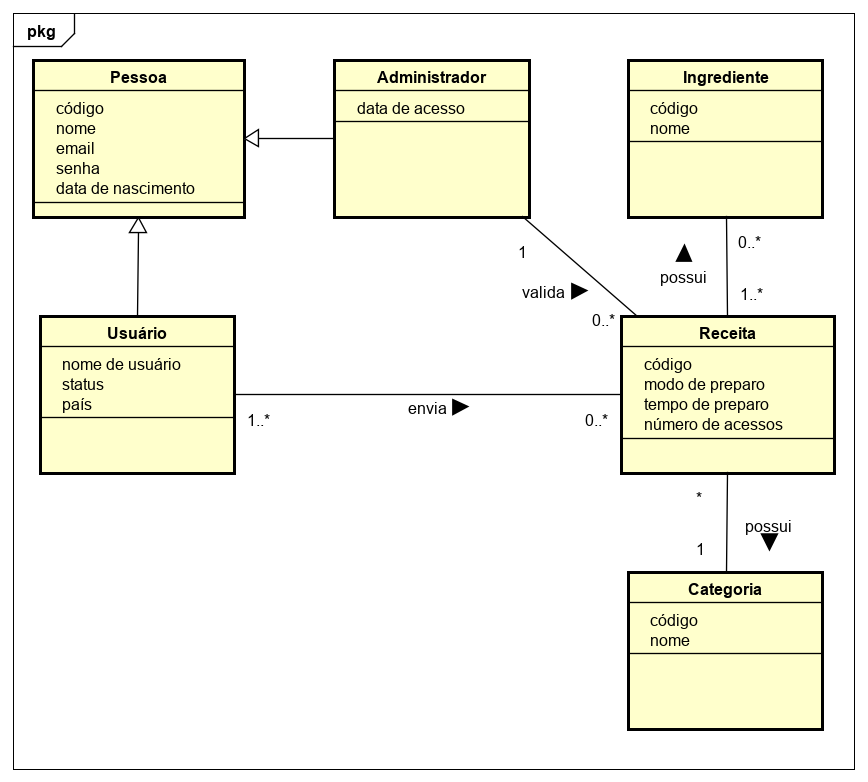 pkg
Pessoa
código
nome
email
senha
data de nascimento
Administrador
data de acesso
Ingrediente
código
nome
1
valida
0..*
0..*
possui
1..*
Usuário
nome de usuário
status
país
1..*
envia
0..*
Receita
código
modo de preparo
tempo de preparo
número de acessos
*
possui
1
Categoria
código
nome